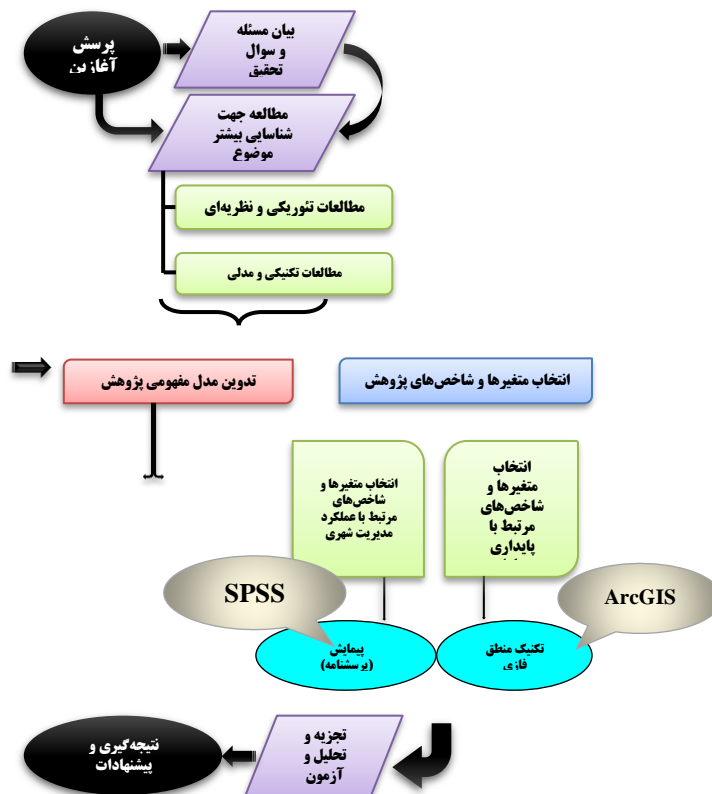 پرسش
آغازین
بیان مسئله
و سوال
تحقیق
مطالعه جهت
شناسایی بیشتر
موضوع
مطالعات تئوریکی و نظریه‌ای
مطالعات تکنیکی و مدلی
انتخاب متغیرها و شاخص‌های پژوهش
تدوین مدل مفهومی پژوهش
انتخاب
متغیرها و
شاخص‌های
مرتبط با
پایداری
انتخاب متغیرها و
شاخص‌های
مرتبط با عملکرد
مدیریت شهری
ArcGIS
SPSS
تکنیک منطق
فازی
پیمایش
(پرسشنامه)
تجزیه و
تحلیل و
آزمون
نتیجه‌گیری و
پیشنهادات